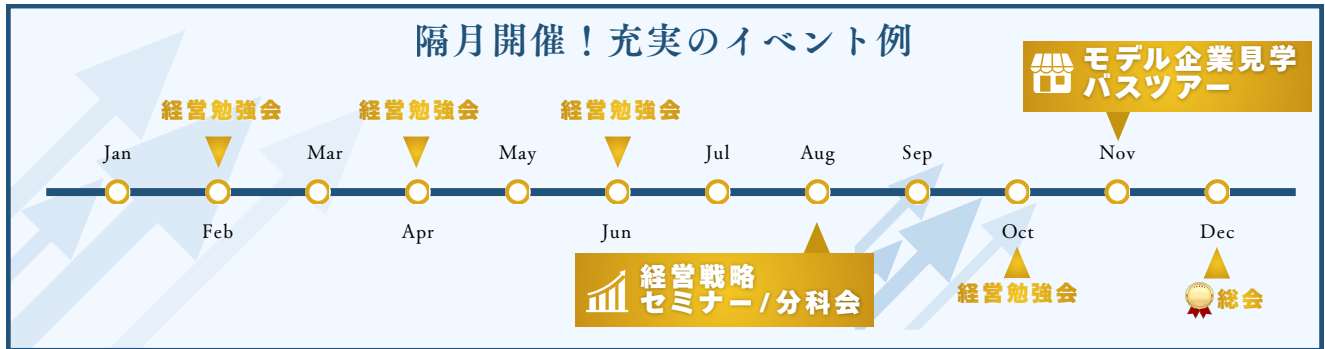 隔月開催！充実のイベント例
モデル企業見学
バスツアー
経営勉強会
経営勉強会
経営勉強会
Jan
Mar
May
Jul
Aug
Sep
Nov
Feb
Apr
Jun
Oct
Dec
経営戦略
セミナー/分科会
経営勉強会
総会